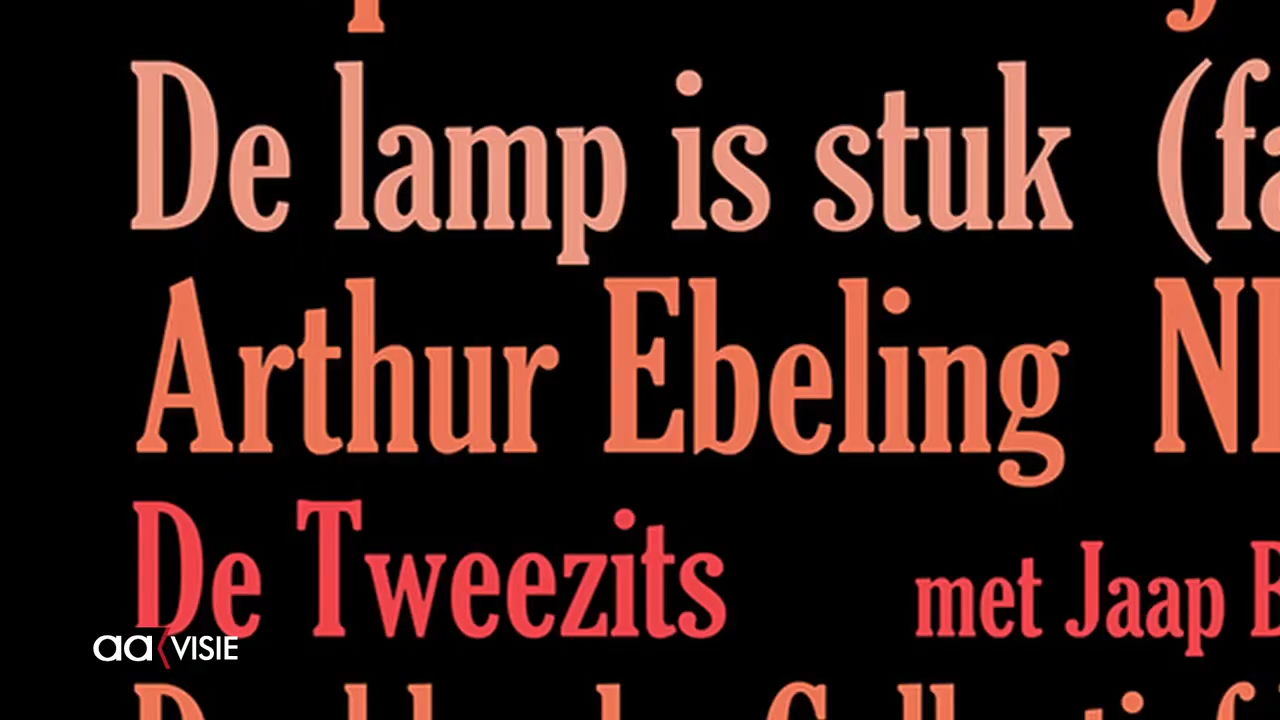 De lamp is stuk (fa
Arthur Ebeling
De Tweezits met Jaap
aa VISIE